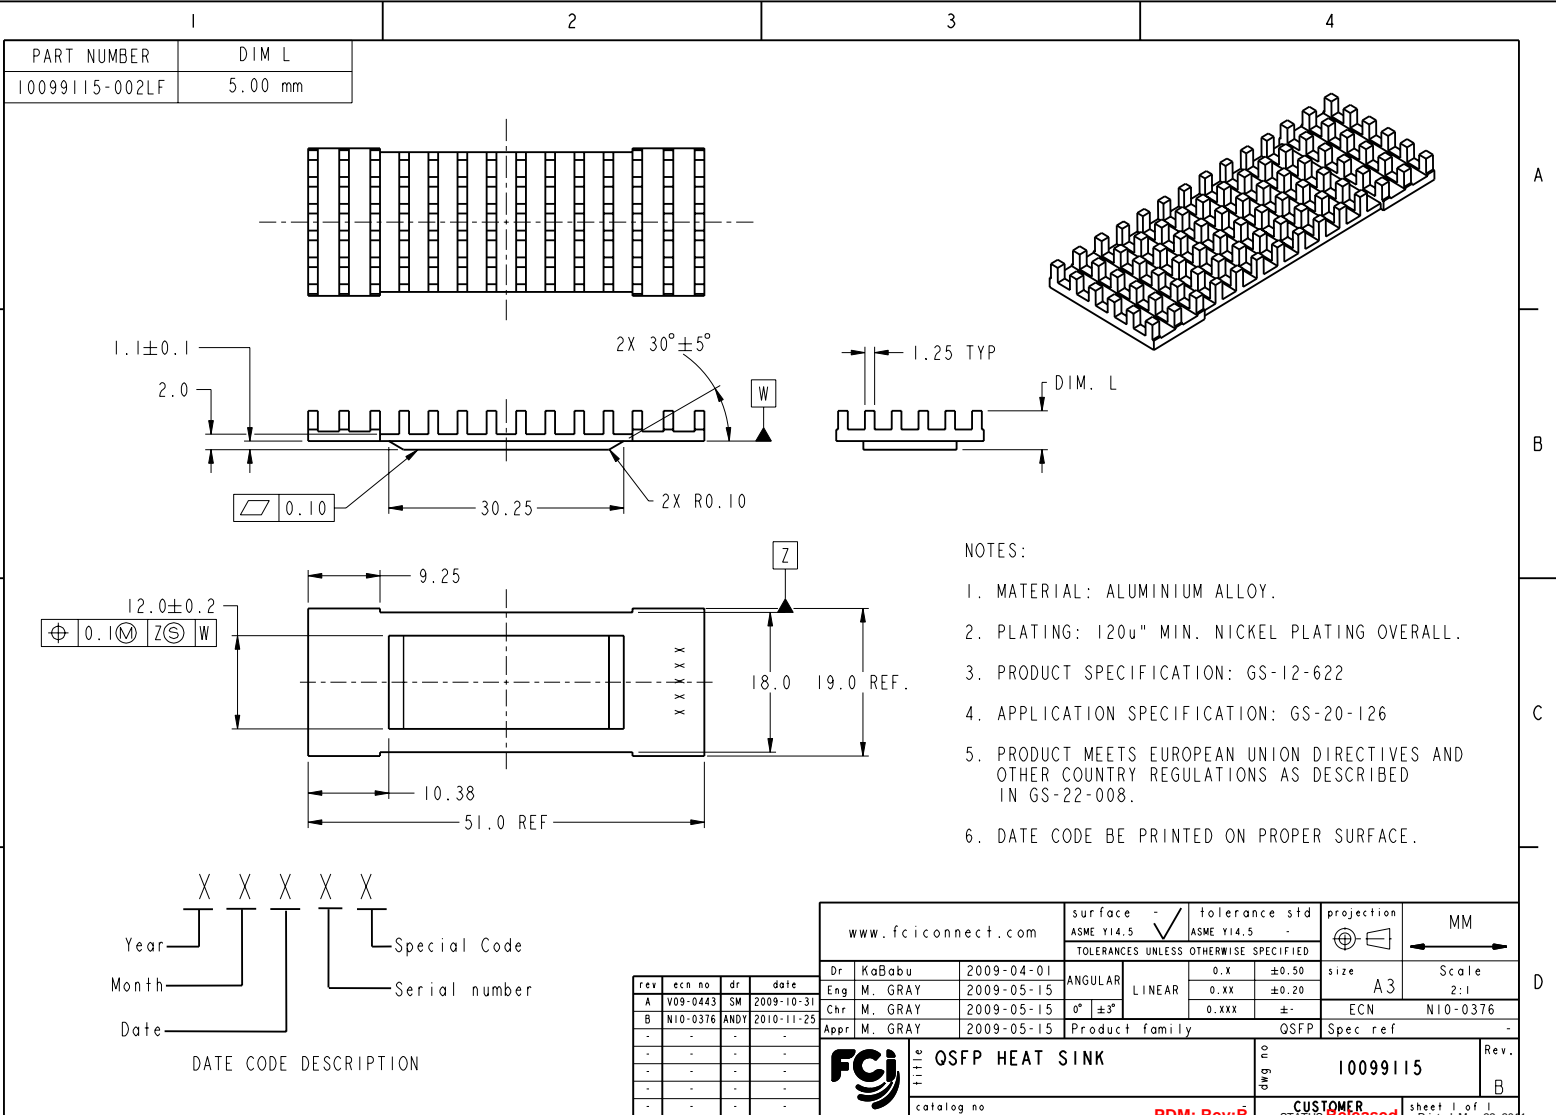 1 2 3 4
PART NUMBER DIM L
10099115-002LF 5.00 mm
A
1.1±0.1
2.0
2X 30°±5°
W
1.25 TYP
DIM. L
B
0.10
30.25
2X R0.10
Z
9.25
12.0±0.2
0.1Ⓜ ZⓈ W
X X X X X
18.0 19.0 REF.
10.38
51.0 REF
NOTES:
1. MATERIAL: ALUMINIUM ALLOY.
2. PLATING: 120u" MIN. NICKEL PLATING OVERALL.
3. PRODUCT SPECIFICATION: GS-12-622
4. APPLICATION SPECIFICATION: GS-20-126
5. PRODUCT MEETS EUROPEAN UNION DIRECTIVES AND
OTHER COUNTRY REGULATIONS AS DESCRIBED
IN GS-22-008.
6. DATE CODE BE PRINTED ON PROPER SURFACE.
C
X X X X X
Year
Special Code
Month
Serial number
Date
DATE CODE DESCRIPTION
rev ecn no dr date
A V09-0443 SM 2009-10-31
B N10-0376 ANDY 2010-11-25
- - - -
- - - -
- - - -
- - - -
- - - -
www.fciconnect.com
surface -
ASME Y14.5
tolerance std
ASME Y14.5 -
projection
MM
TOLERANCES UNLESS OTHERWISE SPECIFIED
Dr KaBabu 2009-04-01
Eng M. GRAY 2009-05-15
Chr M. GRAY 2009-05-15
Appr M. GRAY 2009-05-15
ANGULAR
0° ±3°
LINEAR
0.X ±0.50
0.XX ±0.20
0.XXX ±-
size A3
Scale 2:1
ECN N10-0376
Product family QSFP
Spec ref -
D
FCi
title QSFP HEAT SINK
dwg no 10099115
Rev. B
catalog no -
CUSTOMER
sheet 1 of 1
PDM: Rev:B
STATUS: Released